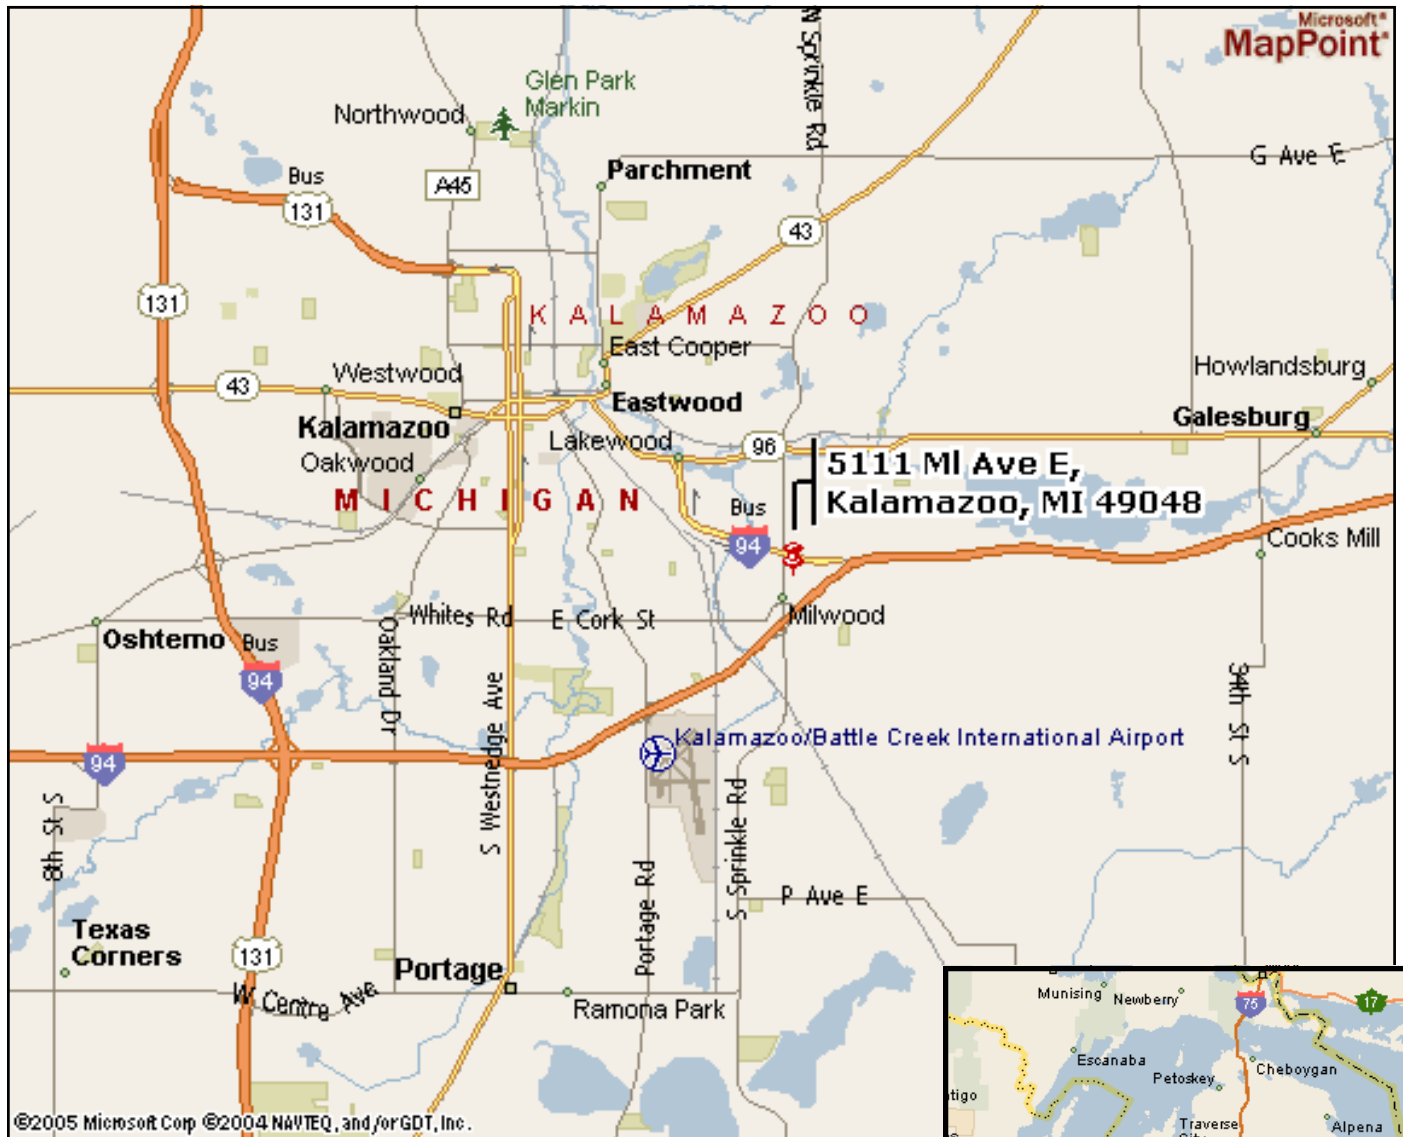 Microsoft®
MapPoint®
N Sprinkle Rd
Glen Park
Markin
Northwood
G Ave E
Parchment
Bus
A45
131
43
131
KALAMAZOO
East Cooper
Howlandsburg
Westwood
43
Eastwood
Galesburg
Kalamazoo
Lakewood
96
Oakwood
5111 MI Ave E,
Kalamazoo, MI 49048
MICHIGAN
Bus
94
Cooks Mill
Whites Rd
E Cork St
Milwood
Oshtemo
Bus
94
Oakland Dr
S Westnedge Ave
94th St S
Kalamazoo/Battle Creek International Airport
94
8th St S
S Sprinkle Rd
Portage Rd
P Ave E
Texas
Corners
131
Portage
W Centre Ave
Ramona Park
Munising
Newberry
75
17
Escanaba
Cheboygan
Petoskey
tigo
Traverse
Alpena
©2005 Microsoft Corp ©2004 NAVTEQ, and/or GDT, Inc.